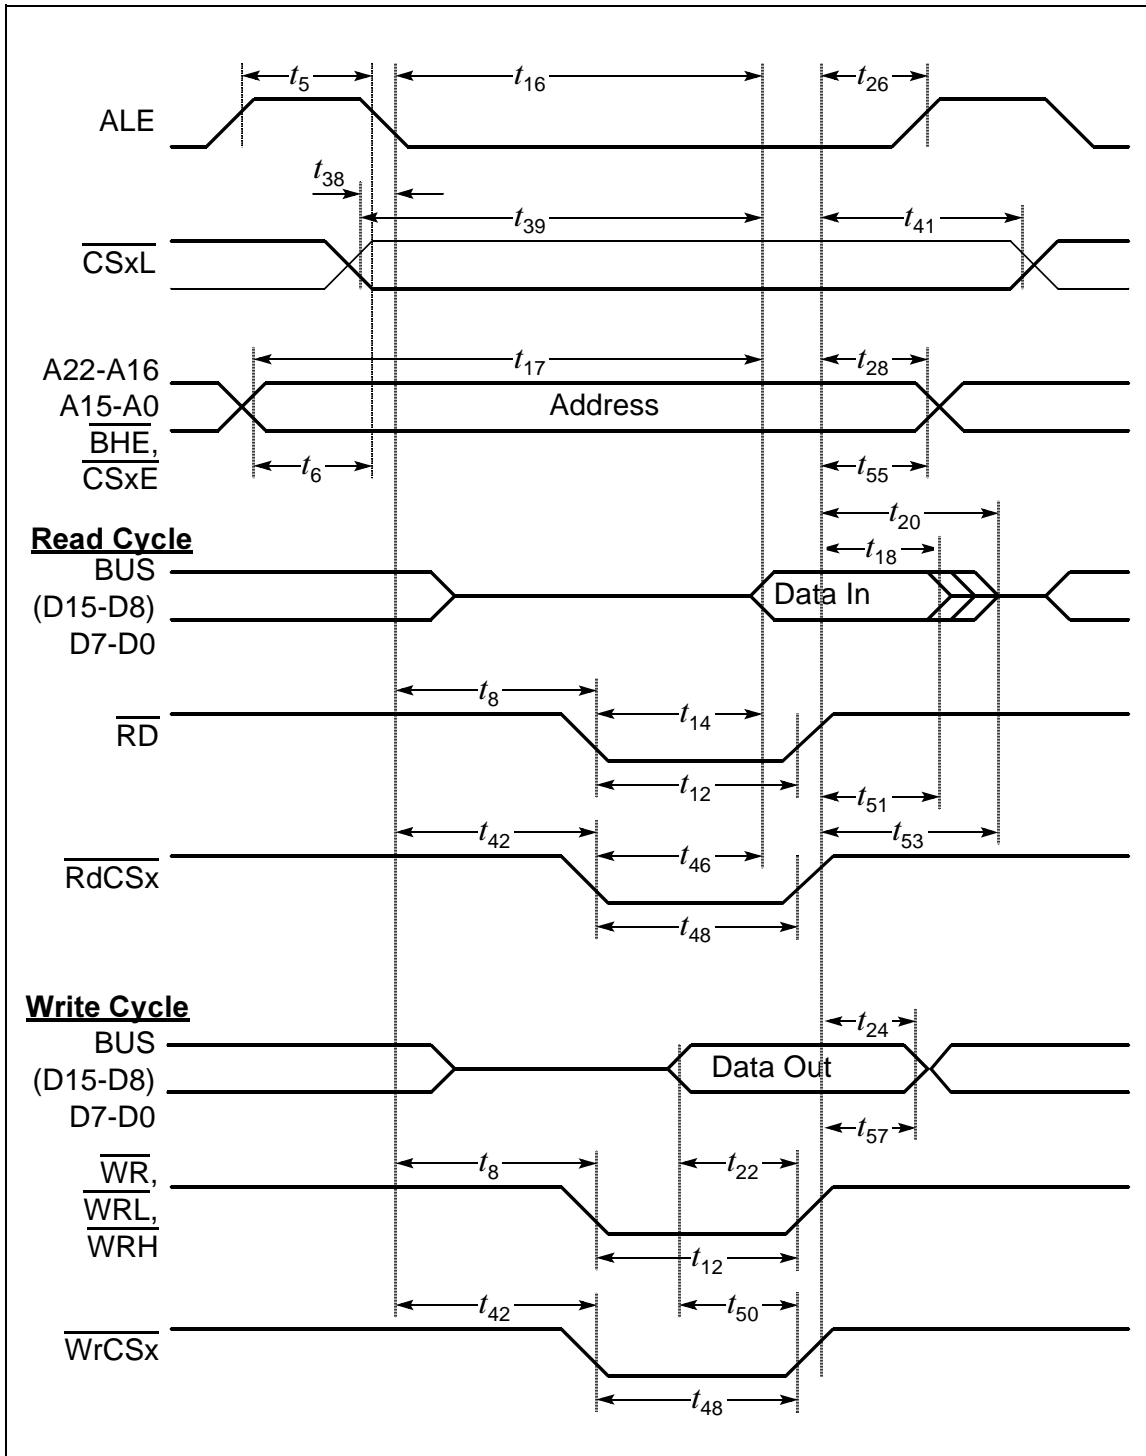 t5 t16 t26
ALE
t38
t39 t41
CSxL
t17 t28
A22-A16
A15-A0 Address
BHE,
t6 t55
CSxE
t20
Read Cycle
t18
BUS
(D15-D8) Data In
D7-D0
t8
t14
RD
t12 t51
t42 t53
t46
RdCSx
t48
Write Cycle
t24
BUS
(D15-D8) Data Out
D7-D0
t57
WR, t8 t22
WRL,
WRH
t12
t42 t50
WrCSx
t48